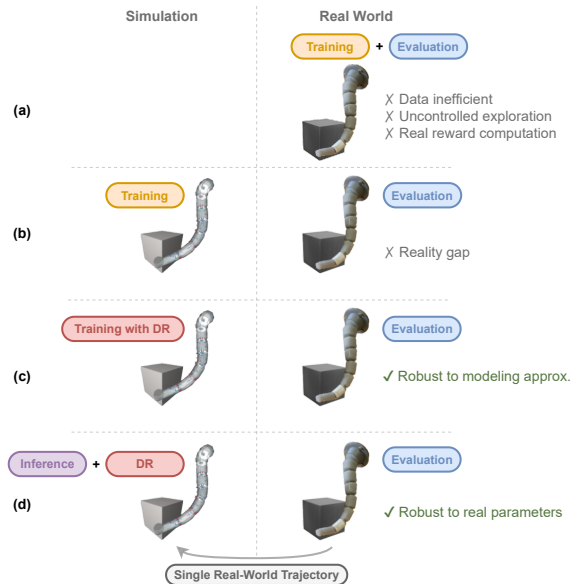 Simulation
Real World
Training + Evaluation
(a)
✗ Data inefficient
✗ Uncontrolled exploration
✗ Real reward computation
Training
Evaluation
(b)
✗ Reality gap
Training with DR
Evaluation
(c)
✓ Robust to modeling approx.
Inference + DR
Evaluation
(d)
✓ Robust to real parameters
Single Real-World Trajectory